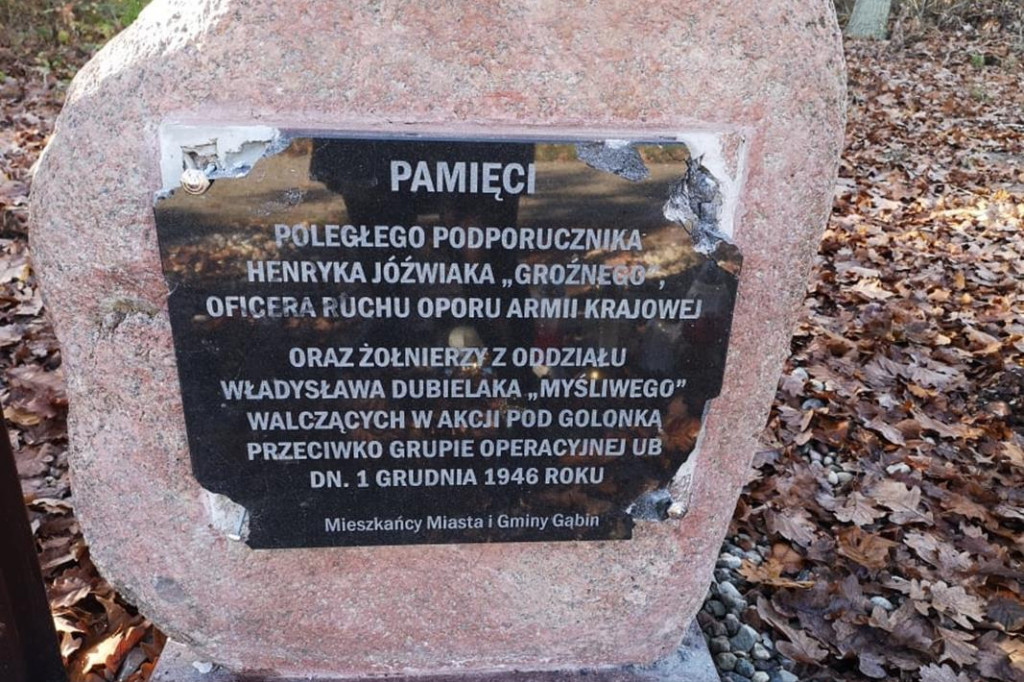 PAMIĘCI
POLEGŁEGO PODPORUCZNIKA
HENRYKA JÓŹWIAKA „GROŹNEGO”,
OFICERA RUCHU OPORU ARMII KRAJOWEJ
ORAZ ŻOŁNIERZY Z ODDZIAŁU
WŁADYSŁAWA DUBIELAKA „MYŚLIWEGO”
WALCZĄCYCH W AKCJI POD GOLONKĄ
PRZECIWKO GRUPIE OPERACYJNEJ UB
DN. 1 GRUDNIA 1946 ROKU
Mieszkańcy Miasta i Gminy Gąbin